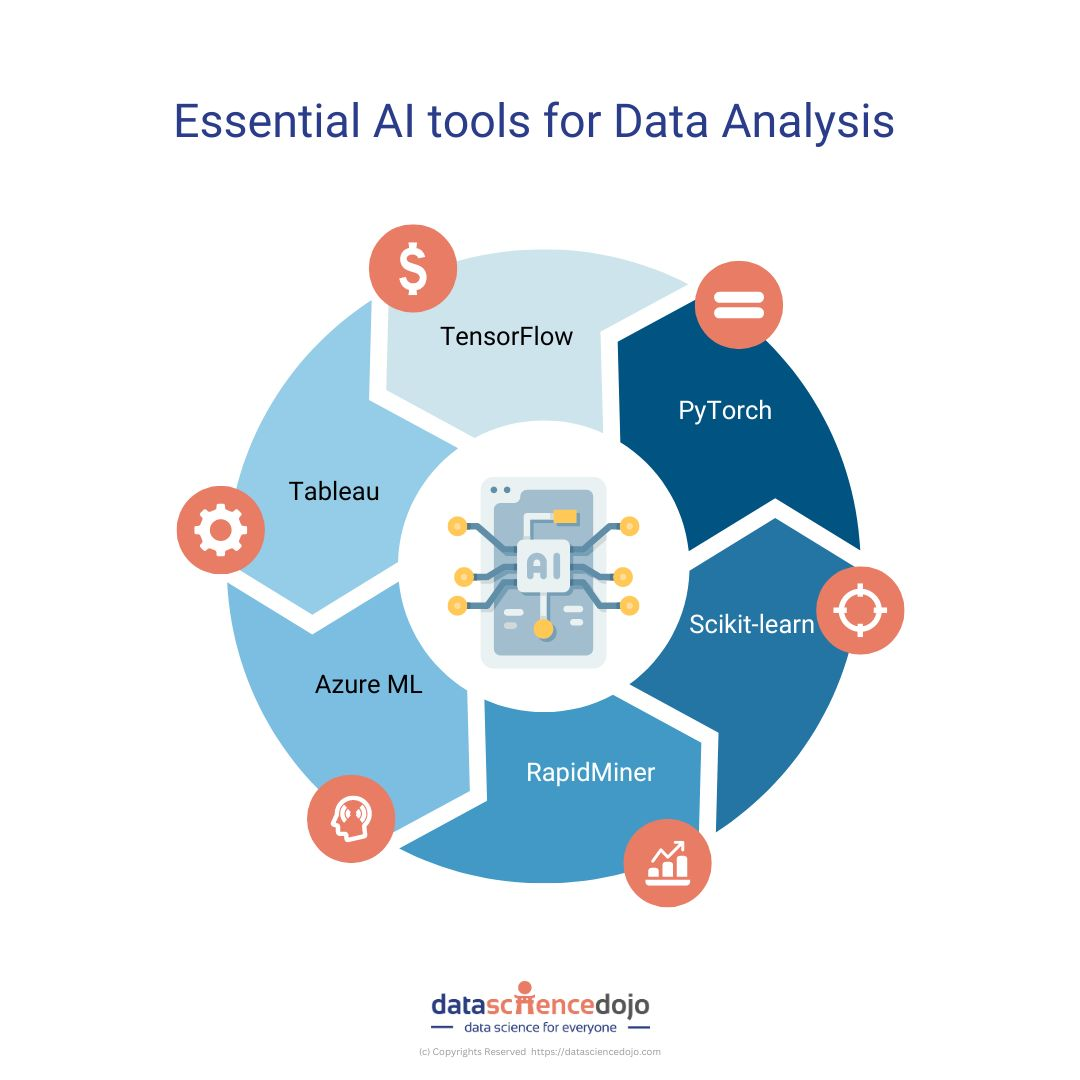 Essential AI tools for Data Analysis
$
TensorFlow
PyTorch
Tableau
AI
Scikit-learn
Azure ML
RapidMiner
datasciencedojo
data science for everyone
(c) Copyrights Reserved https://datasciencedojo.com